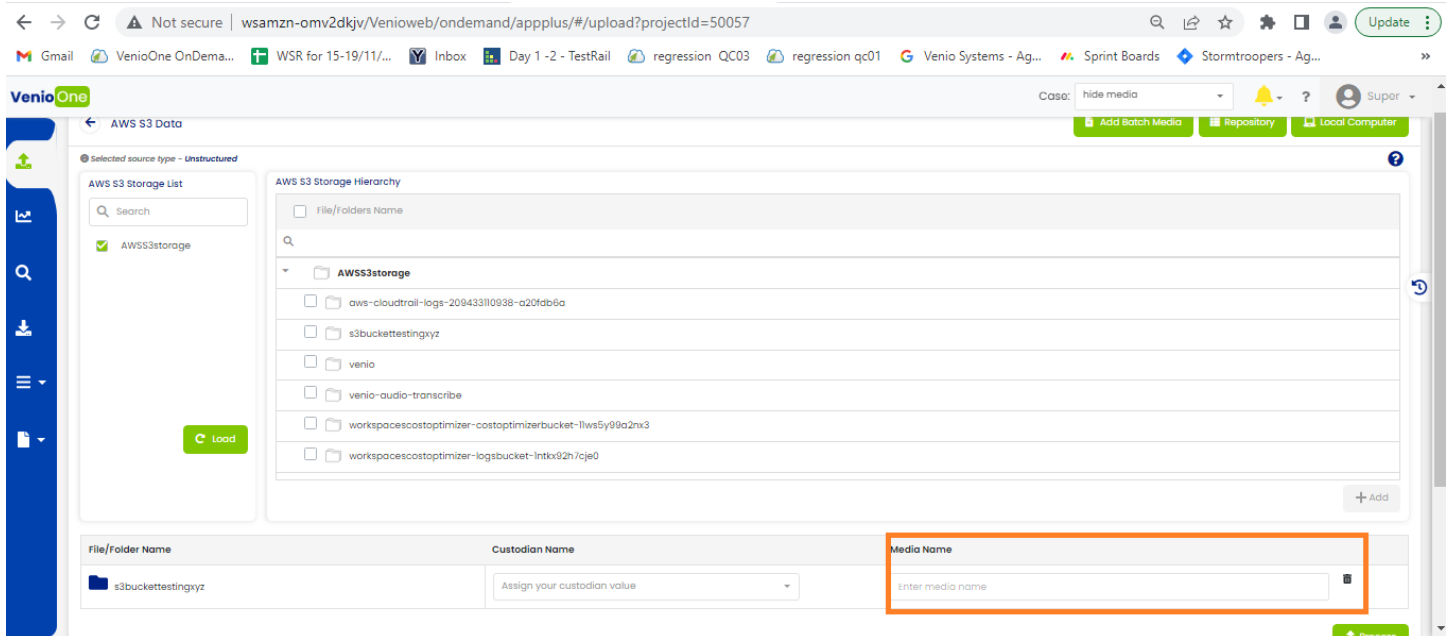 Not secure | wsamzn-omv2dkjv/Venioweb/ondemand/appplus/#/upload?projectId=50057
Update
Gmail VenioOne OnDema... WSR for 15-19/11/... Inbox Day 1 -2 - TestRail regression QC03 regression qc01 Venio Systems - Ag... Sprint Boards Stormtroopers - Ag... »
VenioOne Case: hide media ? Super
AWS S3 Data Add Batch Media Repository Local Computer
Selected source type - Unstructured
AWS S3 Storage List AWS S3 Storage Hierarchy
Search File/Folders Name
AWSS3storage
AWSS3storage
aws-cloudtrail-logs-209433110938-a20fdb6a
s3buckettestingxyz
venio
venio-audio-transcribe
workspacescostoptimizer-costoptimizerbucket-11ws5y99a2nx3
Load
workspacescostoptimizer-logsbucket-1ntkx92h7cje0
+ Add
File/Folder Name Custodian Name Media Name
s3buckettestingxyz Assign your custodian value Enter media name
Process